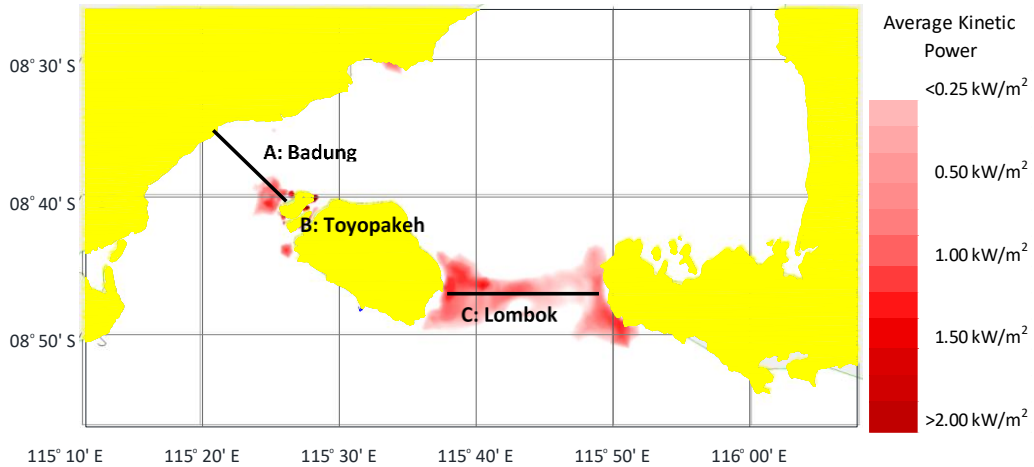 Average Kinetic
Power
<0.25 kW/m²
0.50 kW/m²
1.00 kW/m²
1.50 kW/m²
>2.00 kW/m²
08° 30' S
08° 40' S
08° 50' S
A: Badung
B: Toyopakeh
C: Lombok
115° 10' E
115° 20' E
115° 30' E
115° 40' E
115° 50' E
116° 00' E